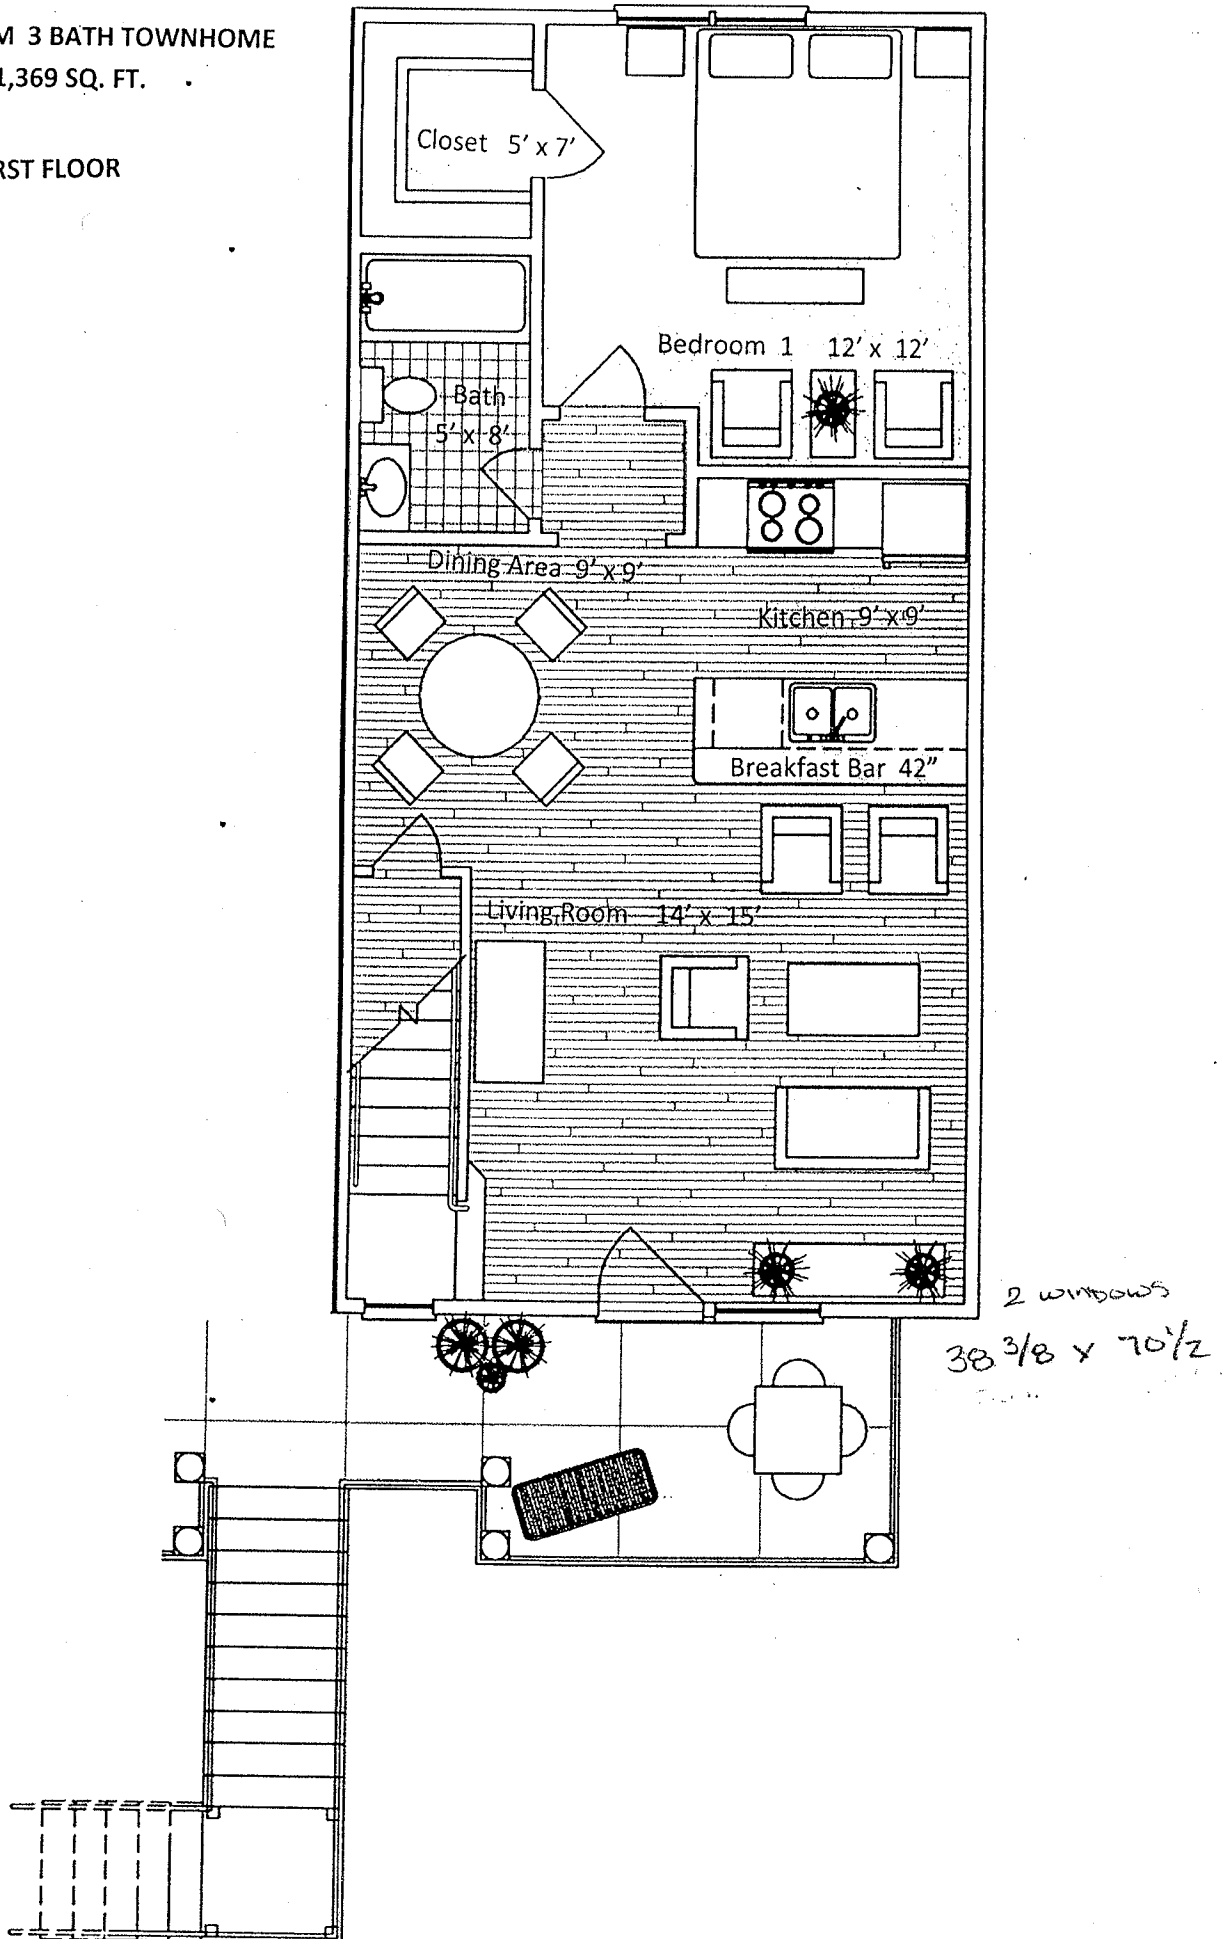 M 3 BATH TOWNHOME
1,369 SQ. FT.
RST FLOOR
Closet 5' x 7'
Bedroom 1 12' x 12'
Bath
5' x 8'
Dining Area 9' x 9'
Kitchen 9' x 9'
Breakfast Bar 42"
Living Room 14' x 15'
2 WINDOWS
38 3/8 x 70 1/2